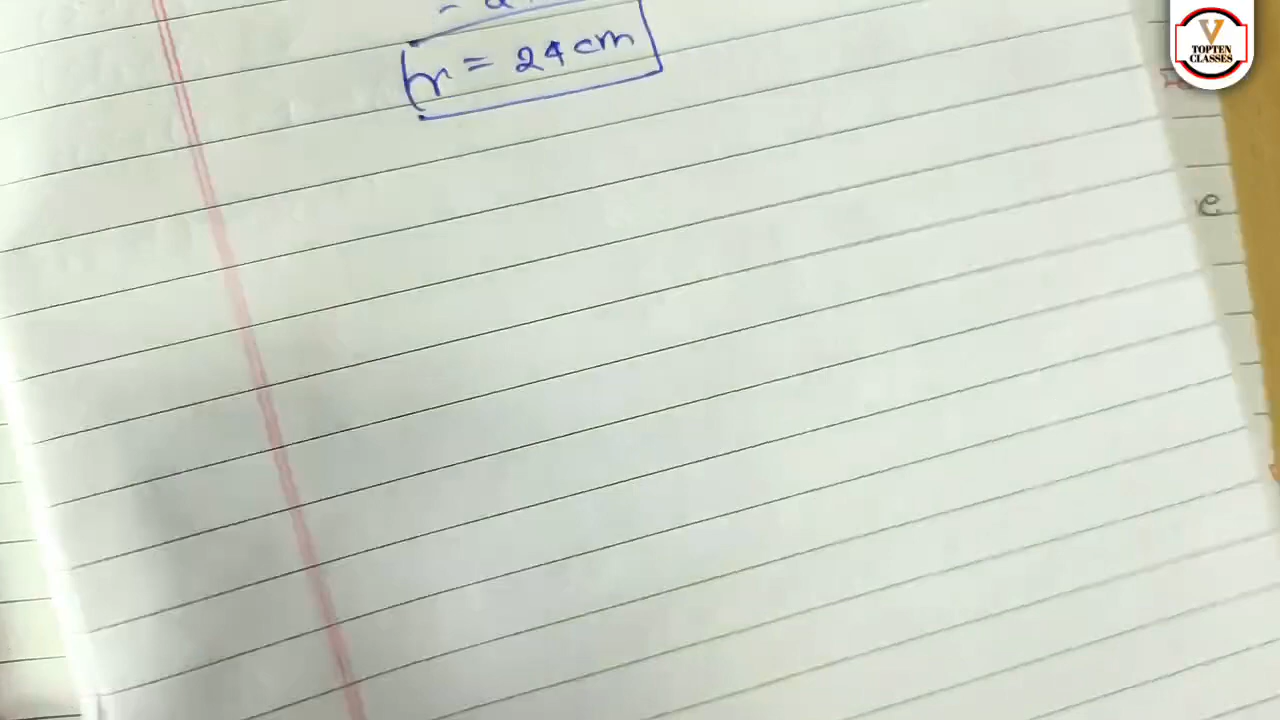 r = 24 cm
e
V
TOPTEN
CLASSES